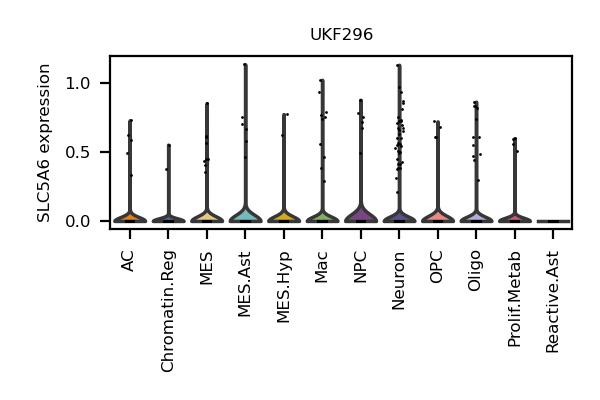 UKF296
SLC5A6 expression
1.0
0.5
0.0
AC
Chromatin.Reg
MES
MES.Ast
MES.Hyp
Mac
NPC
Neuron
OPC
Oligo
Prolif.Metab
Reactive.Ast